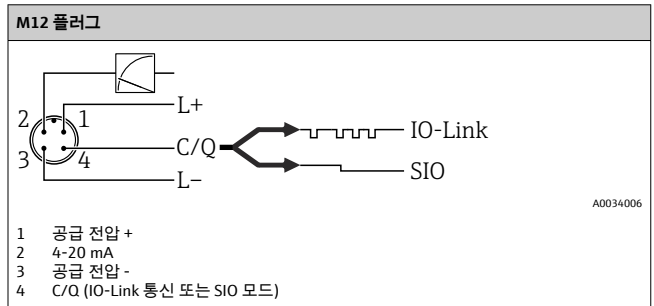 M12 플러그
L+
2 1
C/Q
IO-Link
3 4
SIO
L–
A0034006
1 공급 전압 +
2 4-20 mA
3 공급 전압 -
4 C/Q (IO-Link 통신 또는 SIO 모드)